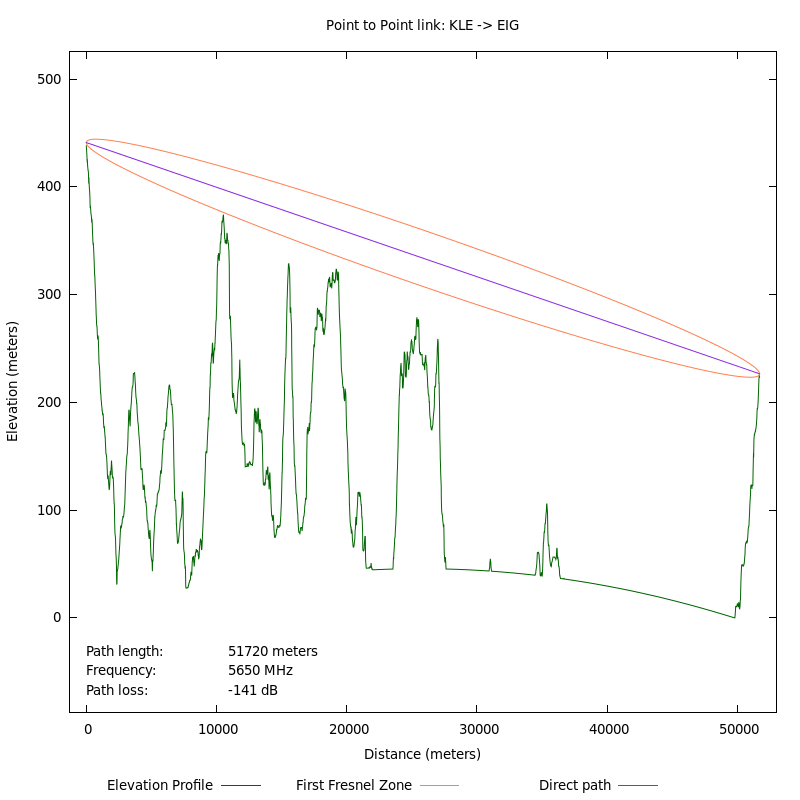 Point to Point link: KLE -> EIG
500
400
300
200
100
0
Elevation (meters)
Path length: 51720 meters
Frequency: 5650 MHz
Path loss: -141 dB
0 10000 20000 30000 40000 50000
Distance (meters)
Elevation Profile First Fresnel Zone Direct path